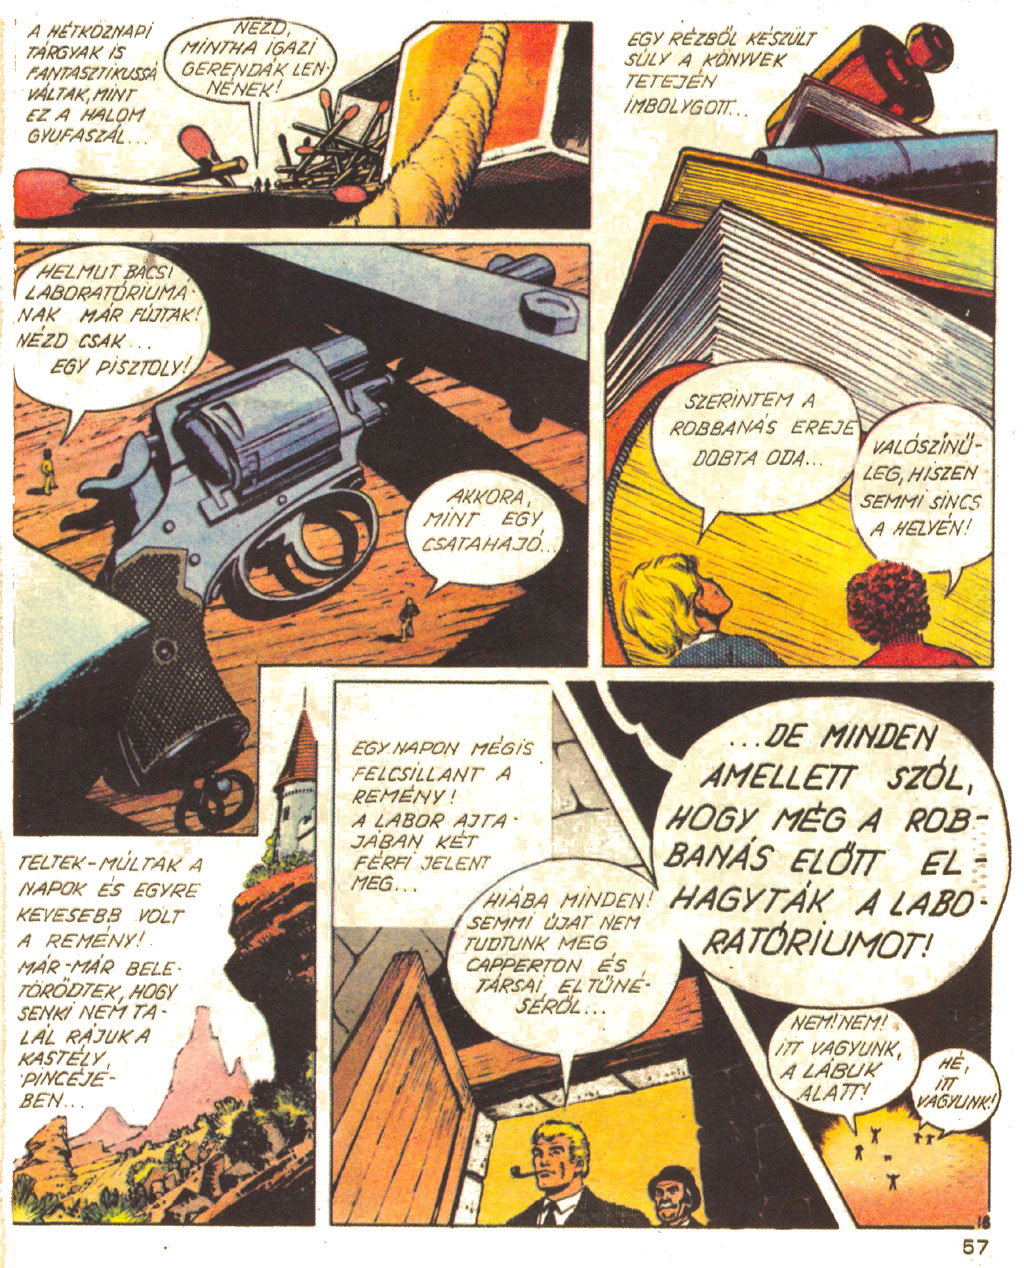 A HÉTKÖZNAPI
TÁRGYAK IS
FANTASZTIKUSSÁ
VÁLTAK, MINT
EZ A HALOM
GYUFASZÁL...
NÉZD,
MINTHA IGAZI
GERENDÁK LEN-
NÉNEK!
EGY RÉZBŐL KÉSZÜLT
SÚLY A KÖNYVEK
TETEJÉN
IMBOLYGOTT...
HELMUT BÁCSI
LABORATÓRIUMÁ
NAK MÁR FÚJTAK!
NÉZD CSAK...
EGY PISZTOLY!
AKKORA,
MINT EGY
CSATAHAJÓ...
SZERINTEM A
ROBBANÁS EREJE
DOBTA ODA...
VALÓSZÍNŰ-
LEG, HISZEN
SEMMI SINCS
A HELYÉN!
TELTEK-MÚLTAK A
NAPOK ÉS EGYRE
KEVESEBB VOLT
A REMÉNY!
MÁR-MÁR BELE-
TÖRŐDTEK, HOGY
SENKI NEM TA-
LÁL RÁJUK A
KASTÉLY
PINCÉJÉ-
BEN...
EGY NAPON MÉGIS
FELCSILLANT A
REMÉNY!
A LABOR AJTA-
JÁBAN KÉT
FÉRFI JELENT
MEG...
HIÁBA MINDEN!
SEMMI ÚJAT NEM
TUDTUNK MEG
CAPPERTON ÉS
TÁRSAI ELTŰNÉ-
SÉRŐL...
...DE MINDEN
AMELLETT SZÓL,
HOGY MÉG A ROB-
BANÁS ELŐTT EL
HAGYTÁK A LABO-
RATÓRIUMOT!
NEM! NEM!
ITT VAGYUNK,
A LÁBUK
ALATT!
HÉ,
ITT
VAGYUNK!
16
57